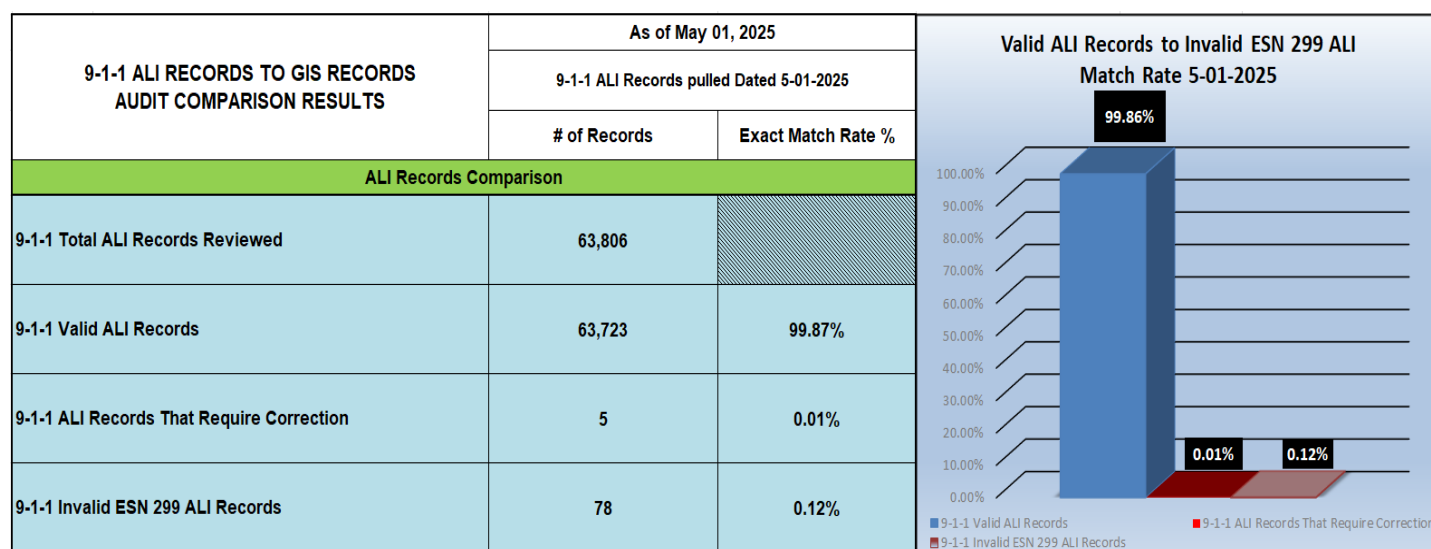 9-1-1 ALI RECORDS TO GIS RECORDS
AUDIT COMPARISON RESULTS
As of May 01, 2025
9-1-1 ALI Records pulled Dated 5-01-2025
# of Records
Exact Match Rate %
ALI Records Comparison
9-1-1 Total ALI Records Reviewed
63,806
9-1-1 Valid ALI Records
63,723
99.87%
9-1-1 ALI Records That Require Correction
5
0.01%
9-1-1 Invalid ESN 299 ALI Records
78
0.12%
Valid ALI Records to Invalid ESN 299 ALI
Match Rate 5-01-2025
99.86%
100.00%
90.00%
80.00%
70.00%
60.00%
50.00%
40.00%
30.00%
20.00%
10.00%
0.00%
0.01%
0.12%
9-1-1 Valid ALI Records
9-1-1 ALI Records That Require Correction
9-1-1 Invalid ESN 299 ALI Records